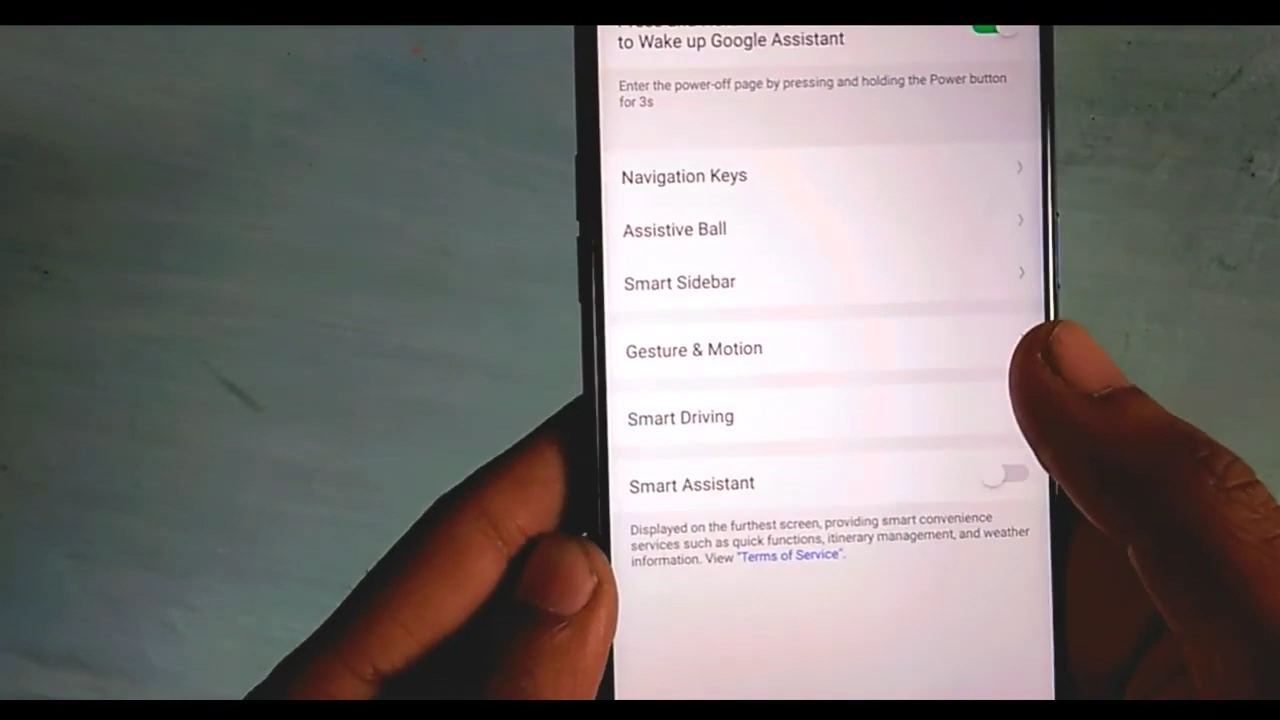 to Wake up Google Assistant
Enter the power-off page by pressing and holding the Power button
for 3s
Navigation Keys
Assistive Ball
Smart Sidebar
Gesture & Motion
Smart Driving
Smart Assistant
Displayed on the furthest screen, providing smart convenience
services such as quick functions, itinerary management, and weather
information. View "Terms of Service".